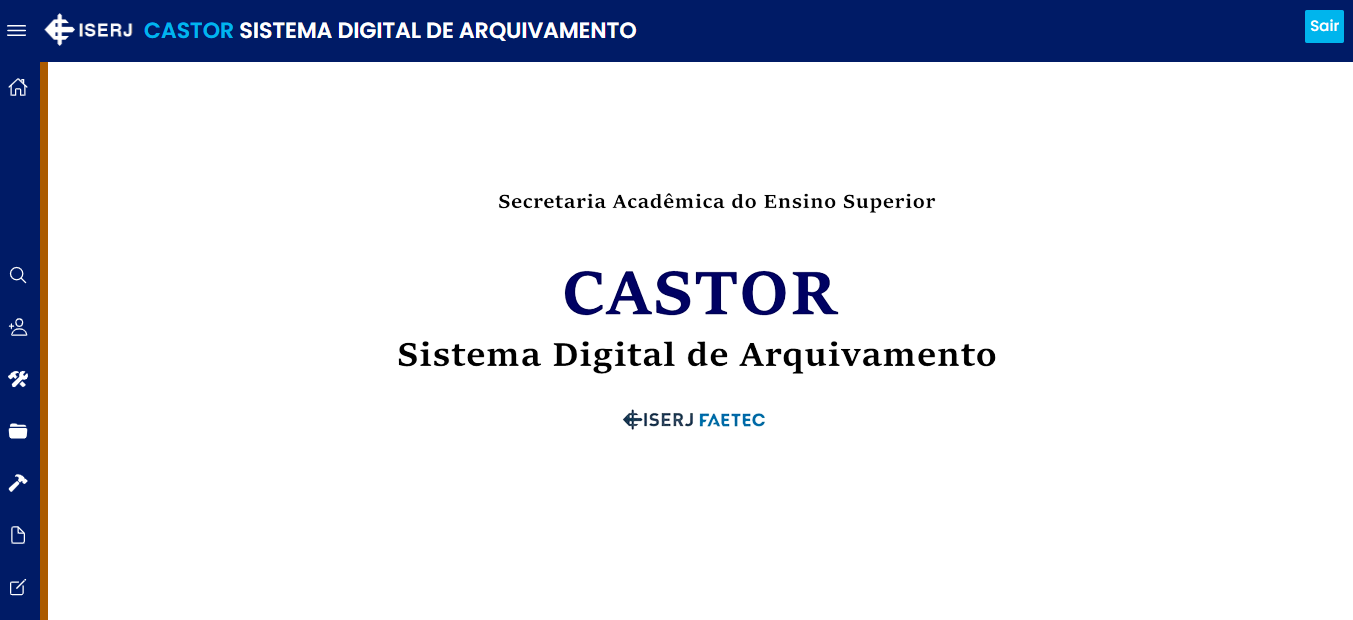 ISERJ CASTOR SISTEMA DIGITAL DE ARQUIVAMENTO
Sair
Secretaria Acadêmica do Ensino Superior
CASTOR
Sistema Digital de Arquivamento
ISERJ FAETEC